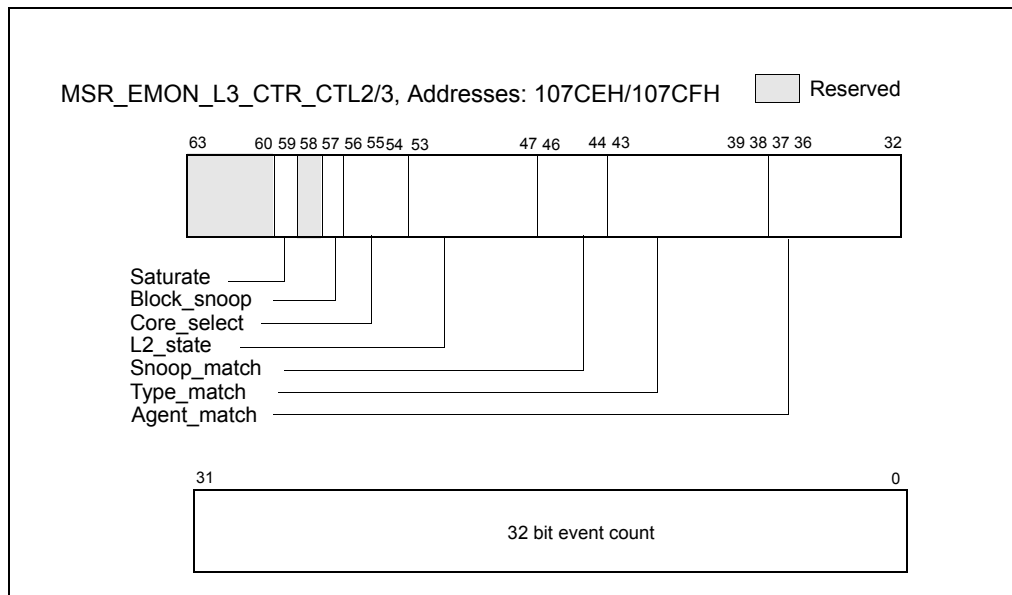 MSR_EMON_L3_CTR_CTL2/3, Addresses: 107CEH/107CFH Reserved
63 60 59 58 57 56 55 54 53 47 46 44 43 39 38 37 36 32
Saturate
Block_snoop
Core_select
L2_state
Snoop_match
Type_match
Agent_match
31 0
32 bit event count